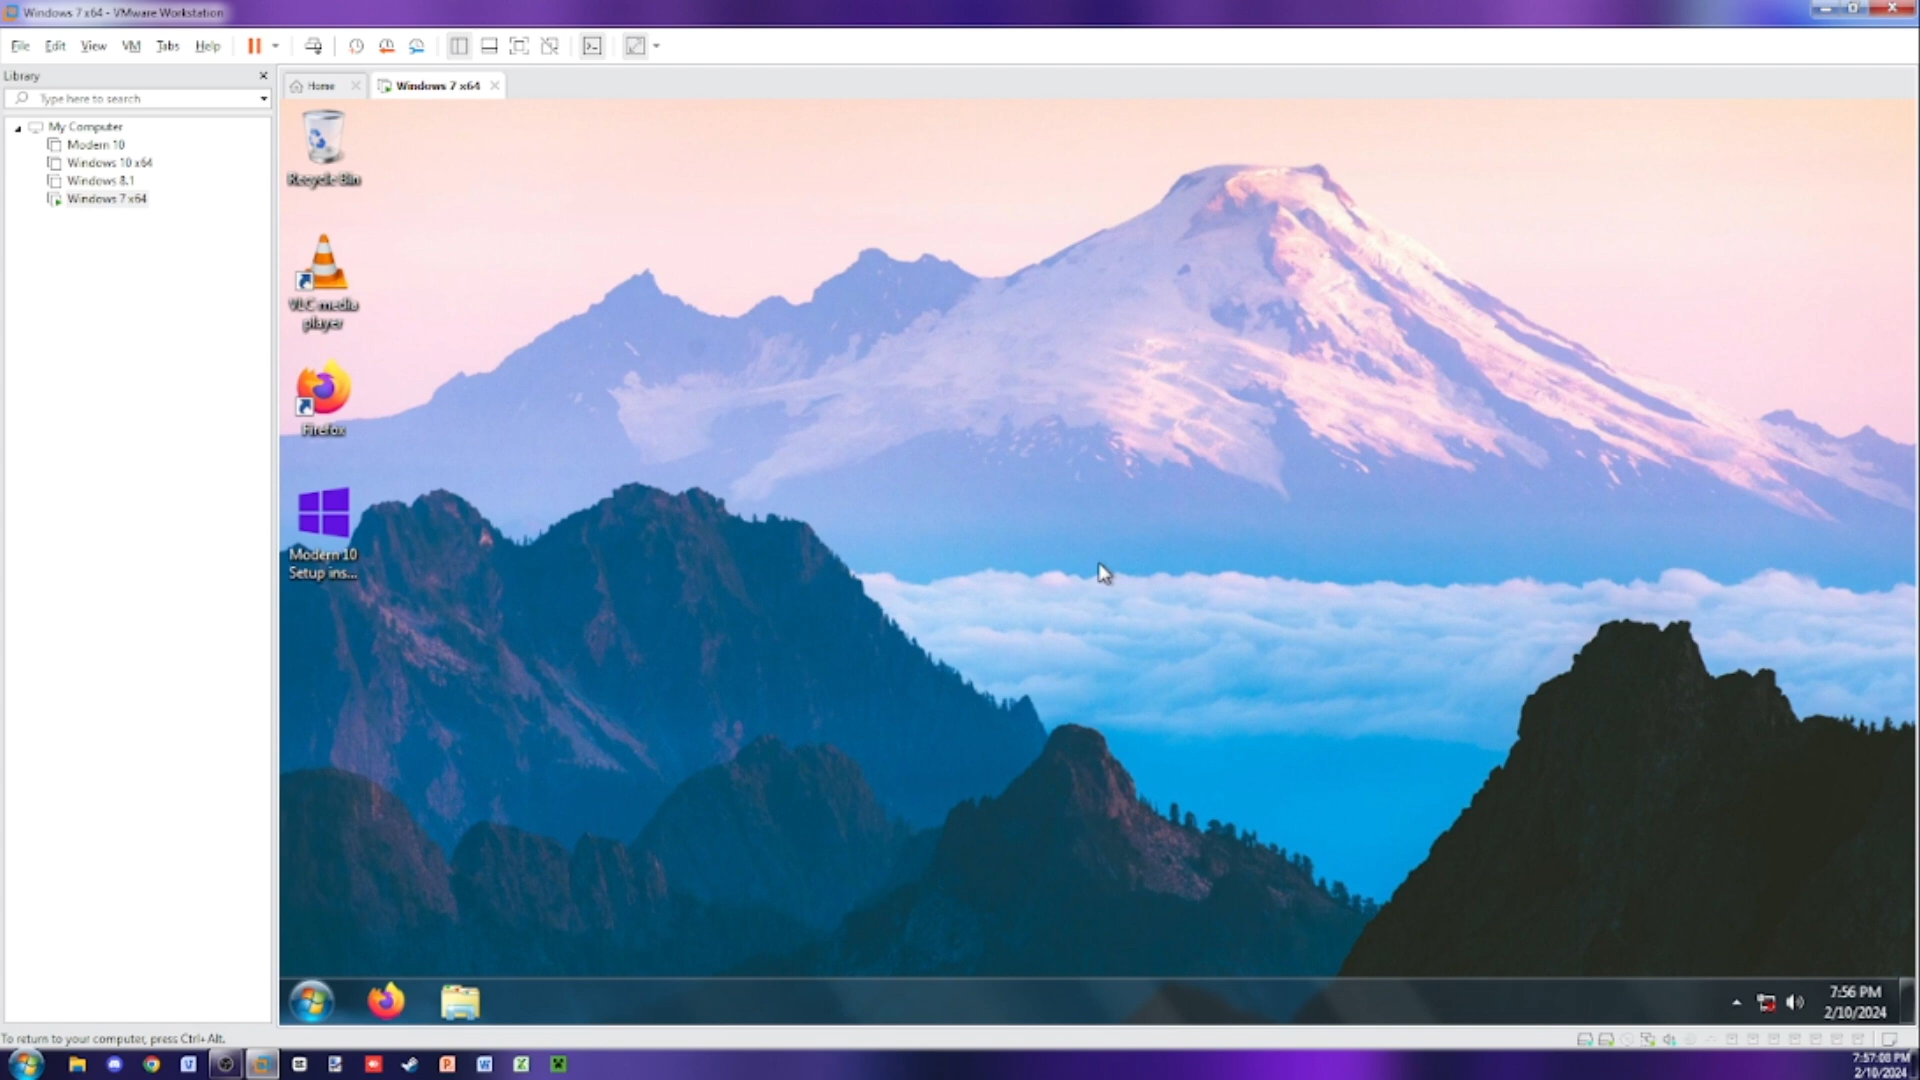 Windows 7 x64 - VMware Workstation
File Edit View VM Tabs Help
Library
Type here to search
Home
Windows 7 x64
My Computer
Modern 10
Windows 10 x64
Windows 8.1
Windows 7 x64
Recycle Bin
VLC media
player
Firefox
Modern 10
Setup ins...
7:56 PM
2/10/2024
To return to your computer, press Ctrl+Alt.
7:57:08 PM
2/10/2024